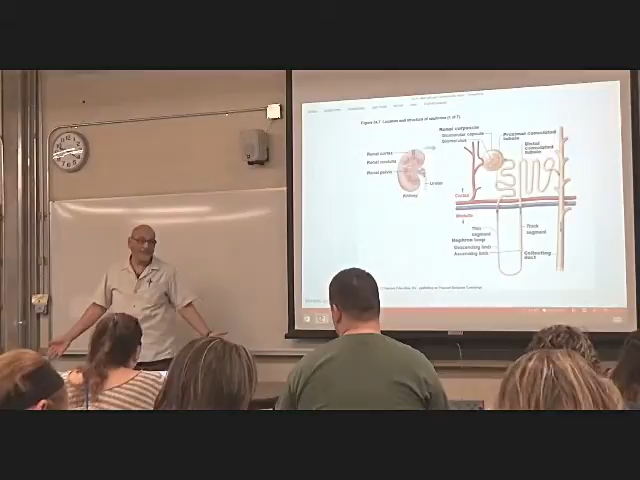 Figure 24.7 Location and structure of nephrons (1 of 7).
Renal cortex
Renal medulla
Renal pelvis
Ureter
Kidney
Renal corpuscle
Glomerular capsule
Glomerulus
Proximal convoluted
tubule
Distal
convoluted
tubule
Cortex
Medulla
Thin
segment
Thick
segment
Nephron loop
Descending limb
Ascending limb
Collecting
duct